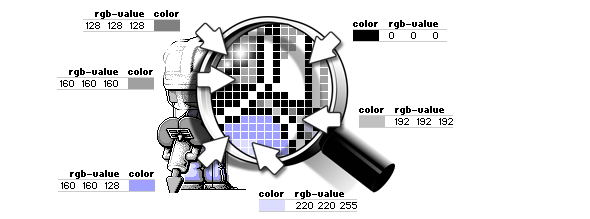 rgb-value color
128 128 128
color rgb-value
0 0 0
rgb-value color
160 160 160
color rgb-value
192 192 192
rgb-value color
160 160 128
color rgb-value
220 220 255